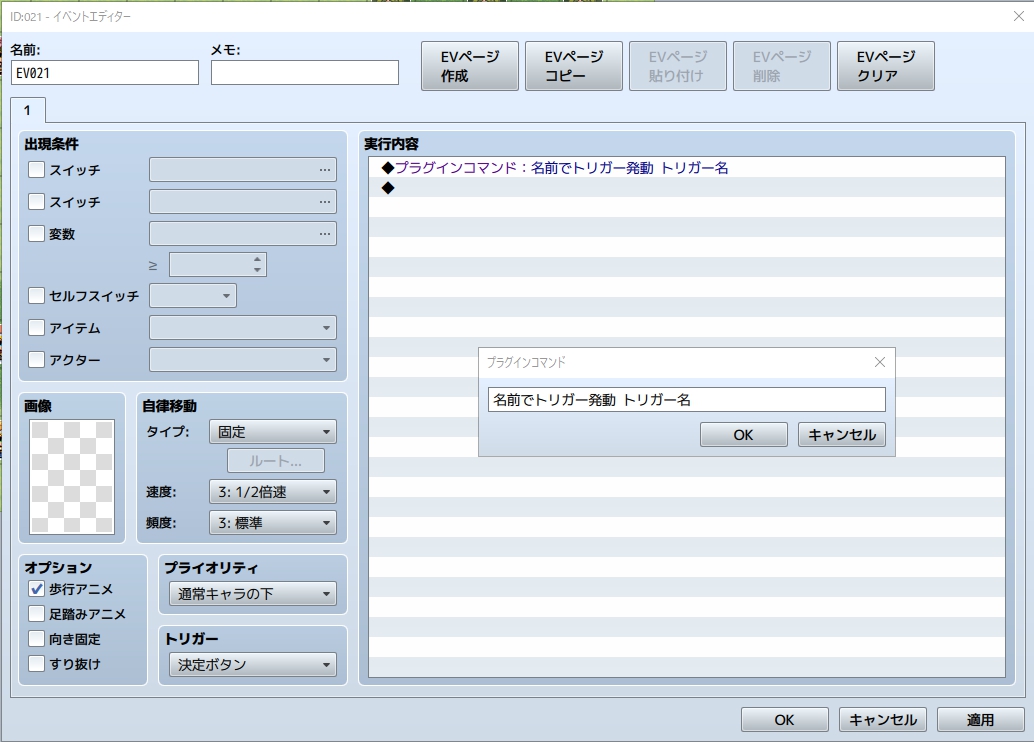 ID:021 - イベントエディター
名前:
メモ:
EV021
EVページ
作成
EVページ
コピー
EVページ
貼り付け
EVページ
削除
EVページ
クリア
1
出現条件
スイッチ ...
スイッチ ...
変数 ...
≥
セルフスイッチ
アイテム
アクター
画像
自律移動
タイプ: 固定
ルート...
速度: 3: 1/2倍速
頻度: 3: 標準
オプション
歩行アニメ
足踏みアニメ
向き固定
すり抜け
プライオリティ
通常キャラの下
トリガー
決定ボタン
実行内容
◆プラグインコマンド：名前でトリガー発動 トリガー名
◆
プラグインコマンド
名前でトリガー発動 トリガー名
OK キャンセル
OK キャンセル 適用